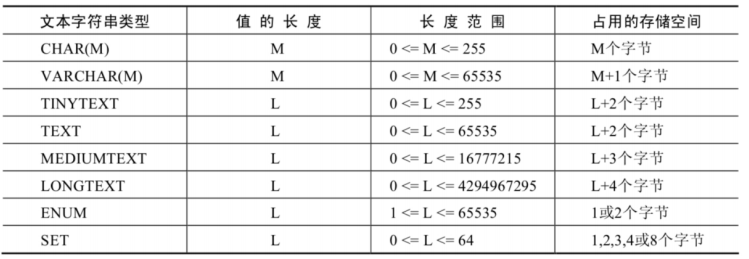 文本字符串类型 值的长度 长度范围 占用的存储空间
CHAR(M) M 0 <= M <= 255 M个字节
VARCHAR(M) M 0 <= M <= 65535 M+1个字节
TINYTEXT L 0 <= L <= 255 L+2个字节
TEXT L 0 <= L <= 65535 L+2个字节
MEDIUMTEXT L 0 <= L <= 16777215 L+3个字节
LONGTEXT L 0 <= L <= 4294967295 L+4个字节
ENUM L 1 <= L <= 65535 1或2个字节
SET L 0 <= L <= 64 1,2,3,4或8个字节